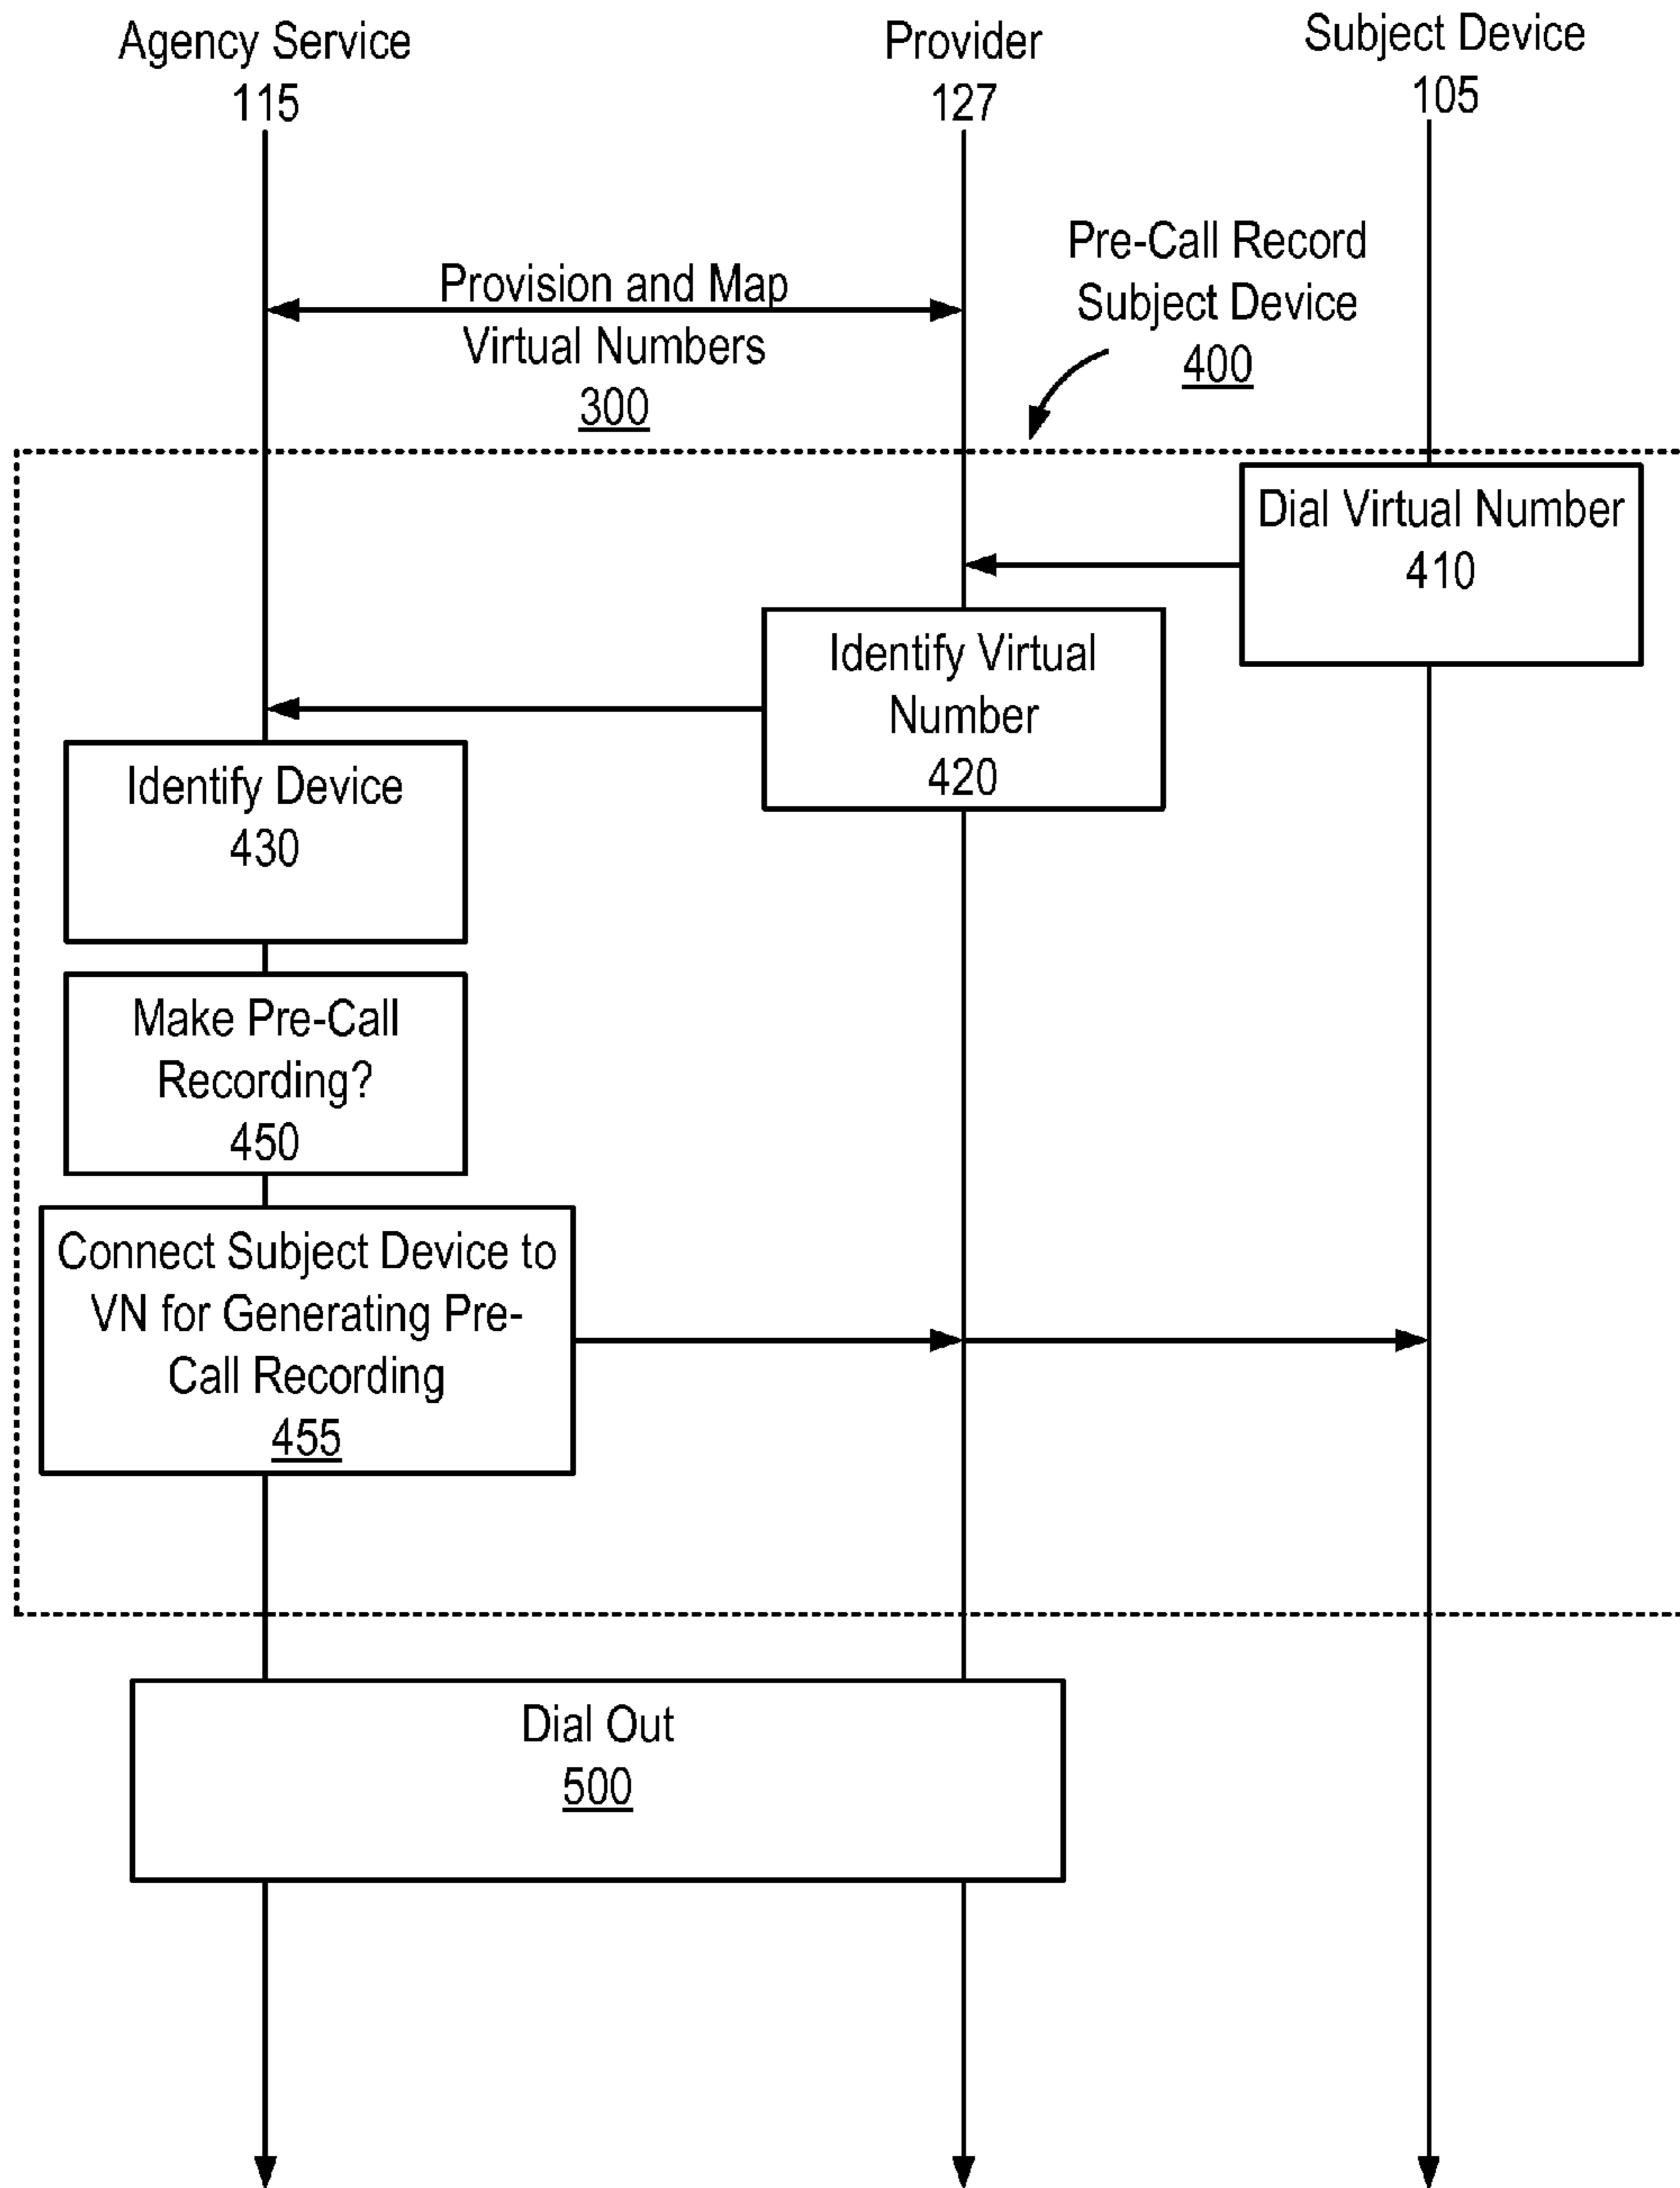 Agency Service
115
Provider
127
Subject Device
105
Provision and Map
Virtual Numbers
300
Pre-Call Record
Subject Device
400
Dial Virtual Number
410
Identify Virtual
Number
420
Identify Device
430
Make Pre-Call
Recording?
450
Connect Subject Device to
VN for Generating Pre-
Call Recording
455
Dial Out
500